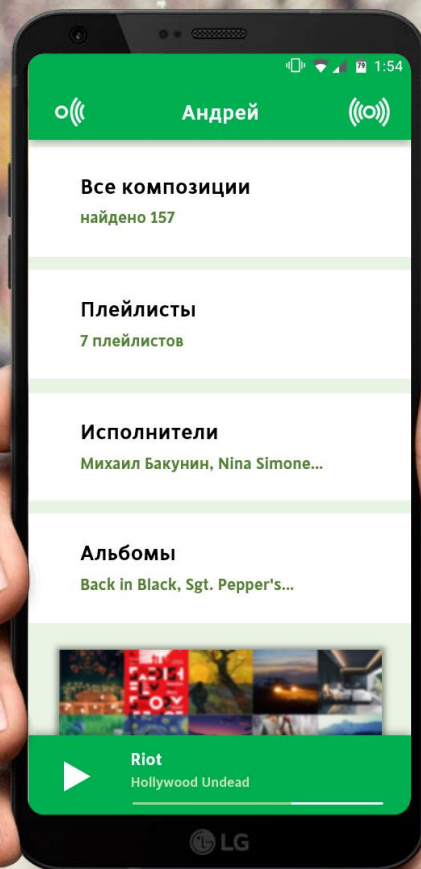 79 1:54
Андрей
Все композиции
найдено 157
Плейлисты
7 плейлистов
Исполнители
Михаил Бакунин, Nina Simone...
Альбомы
Back in Black, Sgt. Pepper's...
Riot
Hollywood Undead
LG